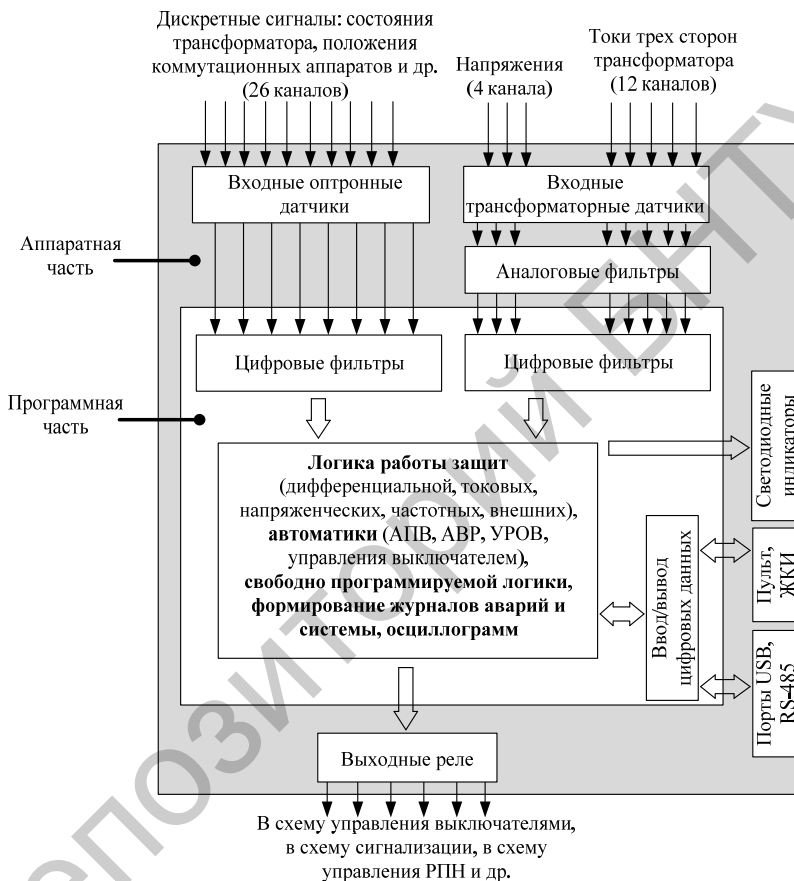 Дискретные сигналы: состояния
трансформатора, положения
коммутационных аппаратов и др.
(26 каналов)
Напряжения
(4 канала)
Токи трех сторон
трансформатора
(12 каналов)
Входные оптронные
датчики
Входные
трансформаторные датчики
Аппаратная
часть
Аналоговые фильтры
Цифровые фильтры
Цифровые фильтры
Программная
часть
Логика работы защит
(дифференциальной, токовых,
напряженческих, частотных, внешних),
автоматики (АПВ, АВР, УРОВ,
управления выключателем),
свободно программируемой логики,
формирование журналов аварий и
системы, осциллограмм
Светодиодные
индикаторы
Ввод/вывод
цифровых данных
Пульт,
ЖКИ
Порты USB,
RS-485
Выходные реле
В схему управления выключателями,
в схему сигнализации, в схему
управления РПН и др.
епозиторий БНТУ